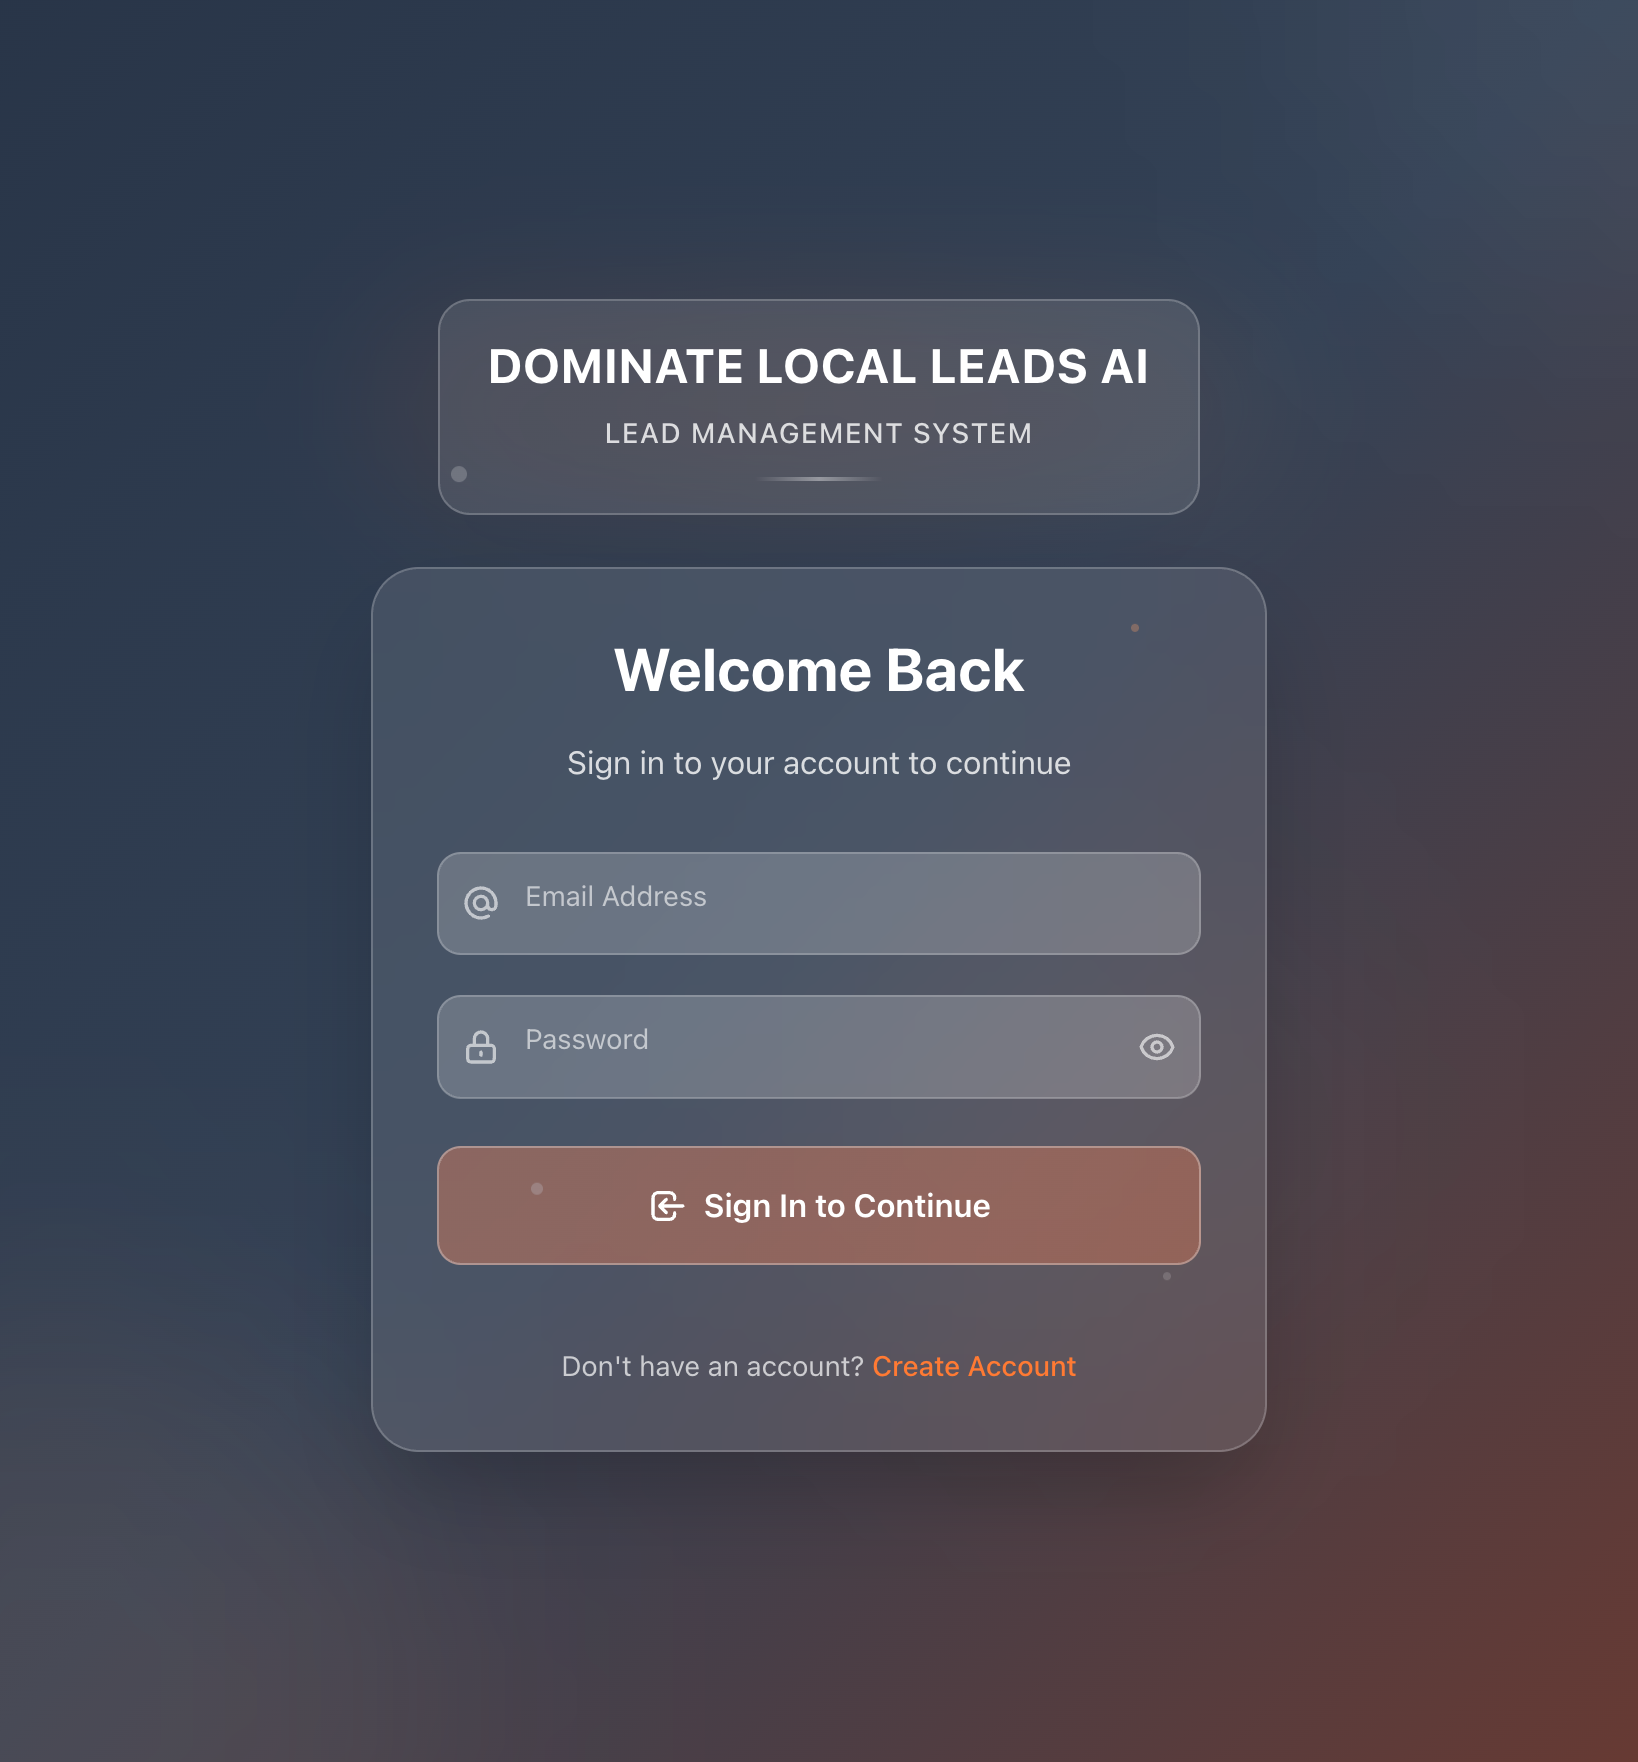 DOMINATE LOCAL LEADS AI
LEAD MANAGEMENT SYSTEM
Welcome Back
Sign in to your account to continue
Email Address
Password
Sign In to Continue
Don't have an account? Create Account